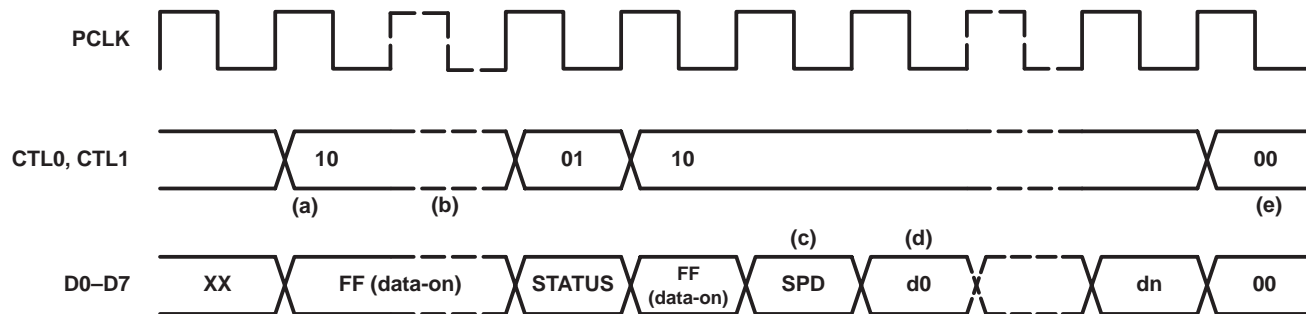 PCLK
CTL0, CTL1
10
01
10
00
(a)
(b)
(e)
(c)
(d)
D0–D7
XX
FF (data-on)
STATUS
FF
(data-on)
SPD
d0
dn
00